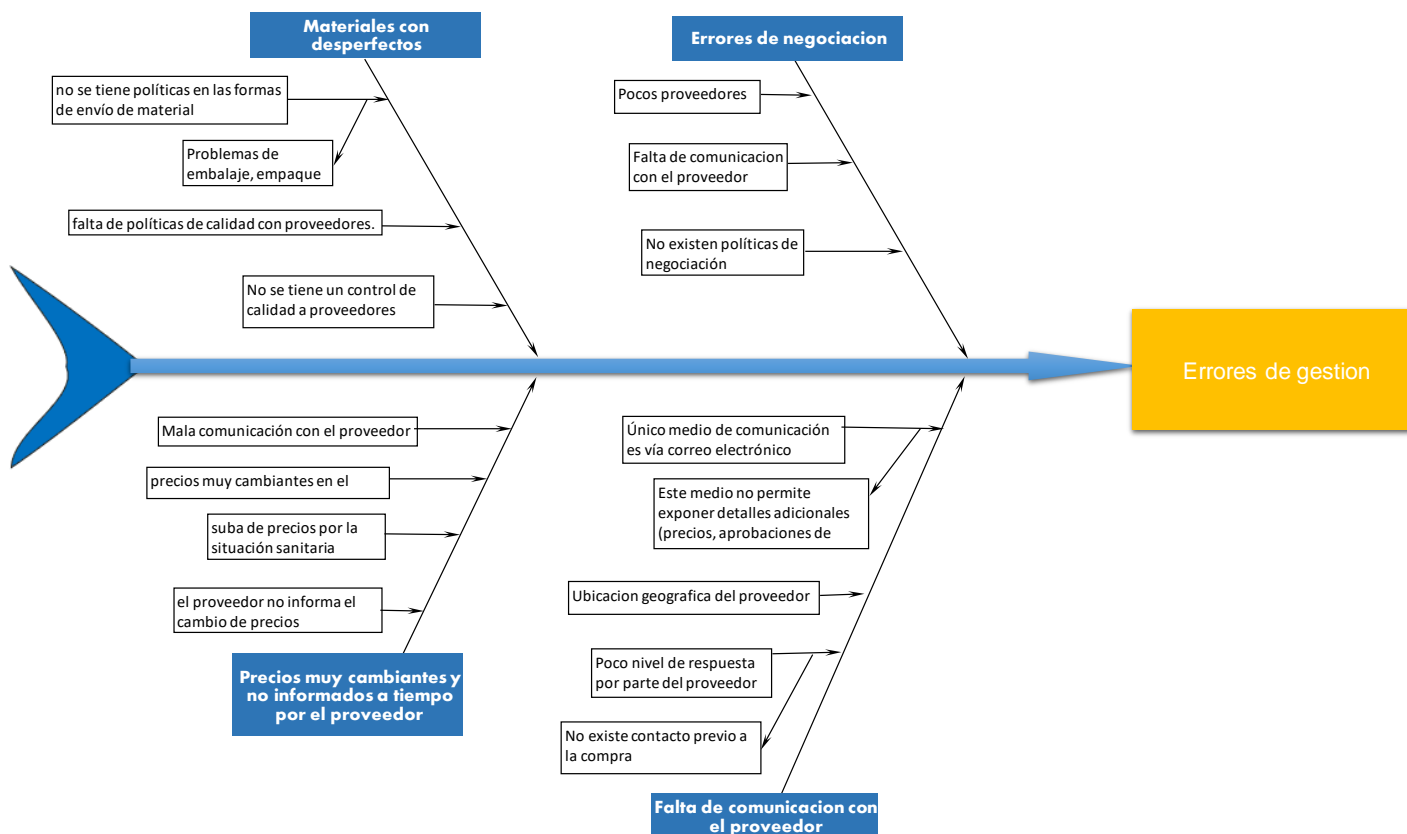 Materiales con
desperfectos
Errores de negociacion
no se tiene políticas en las formas
de envío de material
Problemas de
embalaje, empaque
falta de políticas de calidad con proveedores.
No se tiene un control de
calidad a proveedores
Pocos proveedores
Falta de comunicacion
con el proveedor
No existen políticas de
negociación
Errores de gestion
Mala comunicación con el proveedor
precios muy cambiantes en el
suba de precios por la
situación sanitaria
el proveedor no informa el
cambio de precios
Precios muy cambiantes y
no informados a tiempo
por el proveedor
Único medio de comunicación
es vía correo electrónico
Este medio no permite
exponer detalles adicionales
(precios, aprobaciones de
Ubicacion geografica del proveedor
Poco nivel de respuesta
por parte del proveedor
No existe contacto previo a
la compra
Falta de comunicacion con
el proveedor